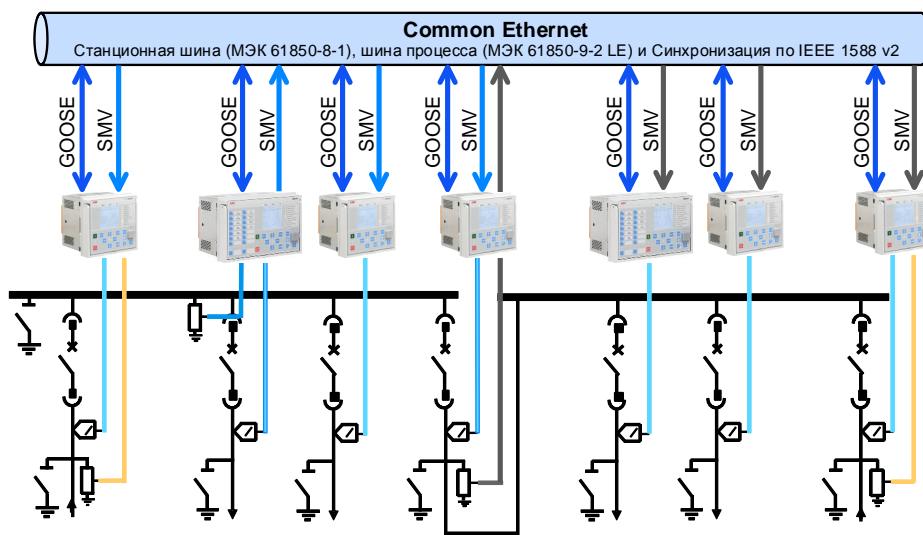 Common Ethernet
Станционная шина (МЭК 61850-8-1), шина процесса (МЭК 61850-9-2 LE) и Синхронизация по IEEE 1588 v2
GOOSE SMV GOOSE SMV GOOSE SMV GOOSE SMV GOOSE SMV GOOSE SMV GOOSE SMV